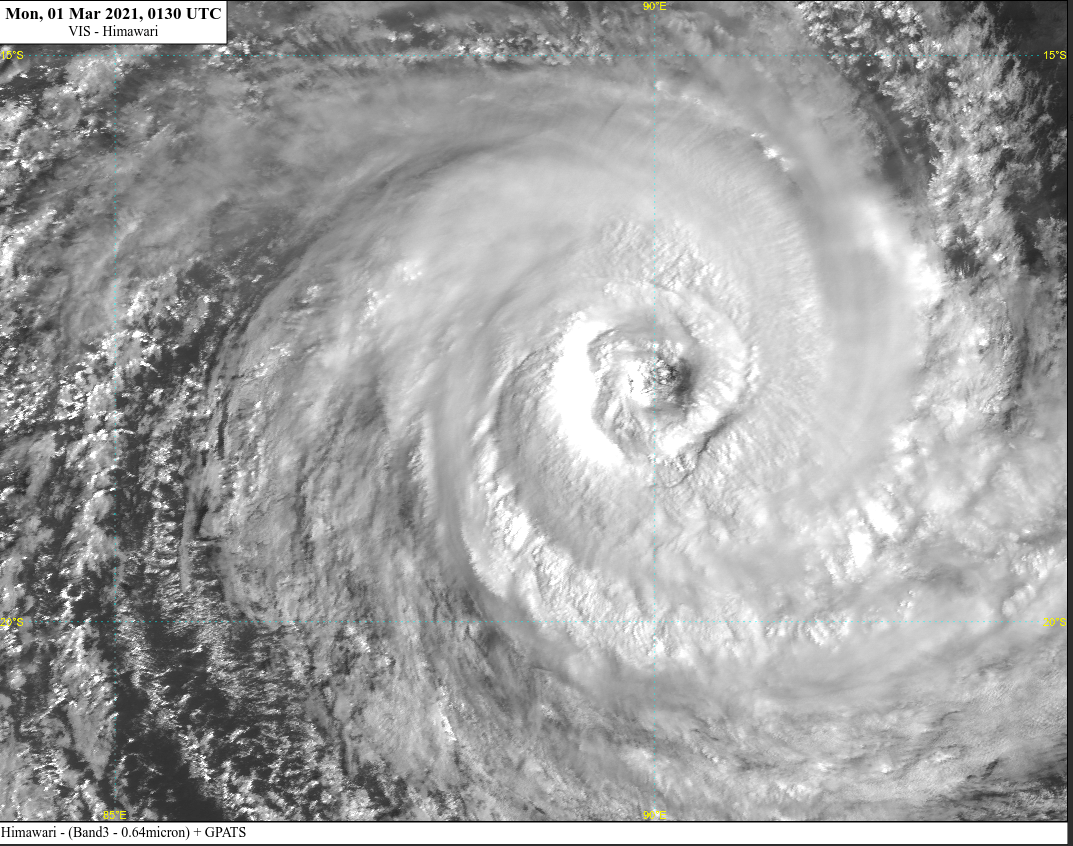 Mon, 01 Mar 2021, 0130 UTC
VIS - Himawari
90°E
15°S
15°S
20°S
20°S
85°E
90°E
Himawari - (Band3 - 0.64micron) + GPATS